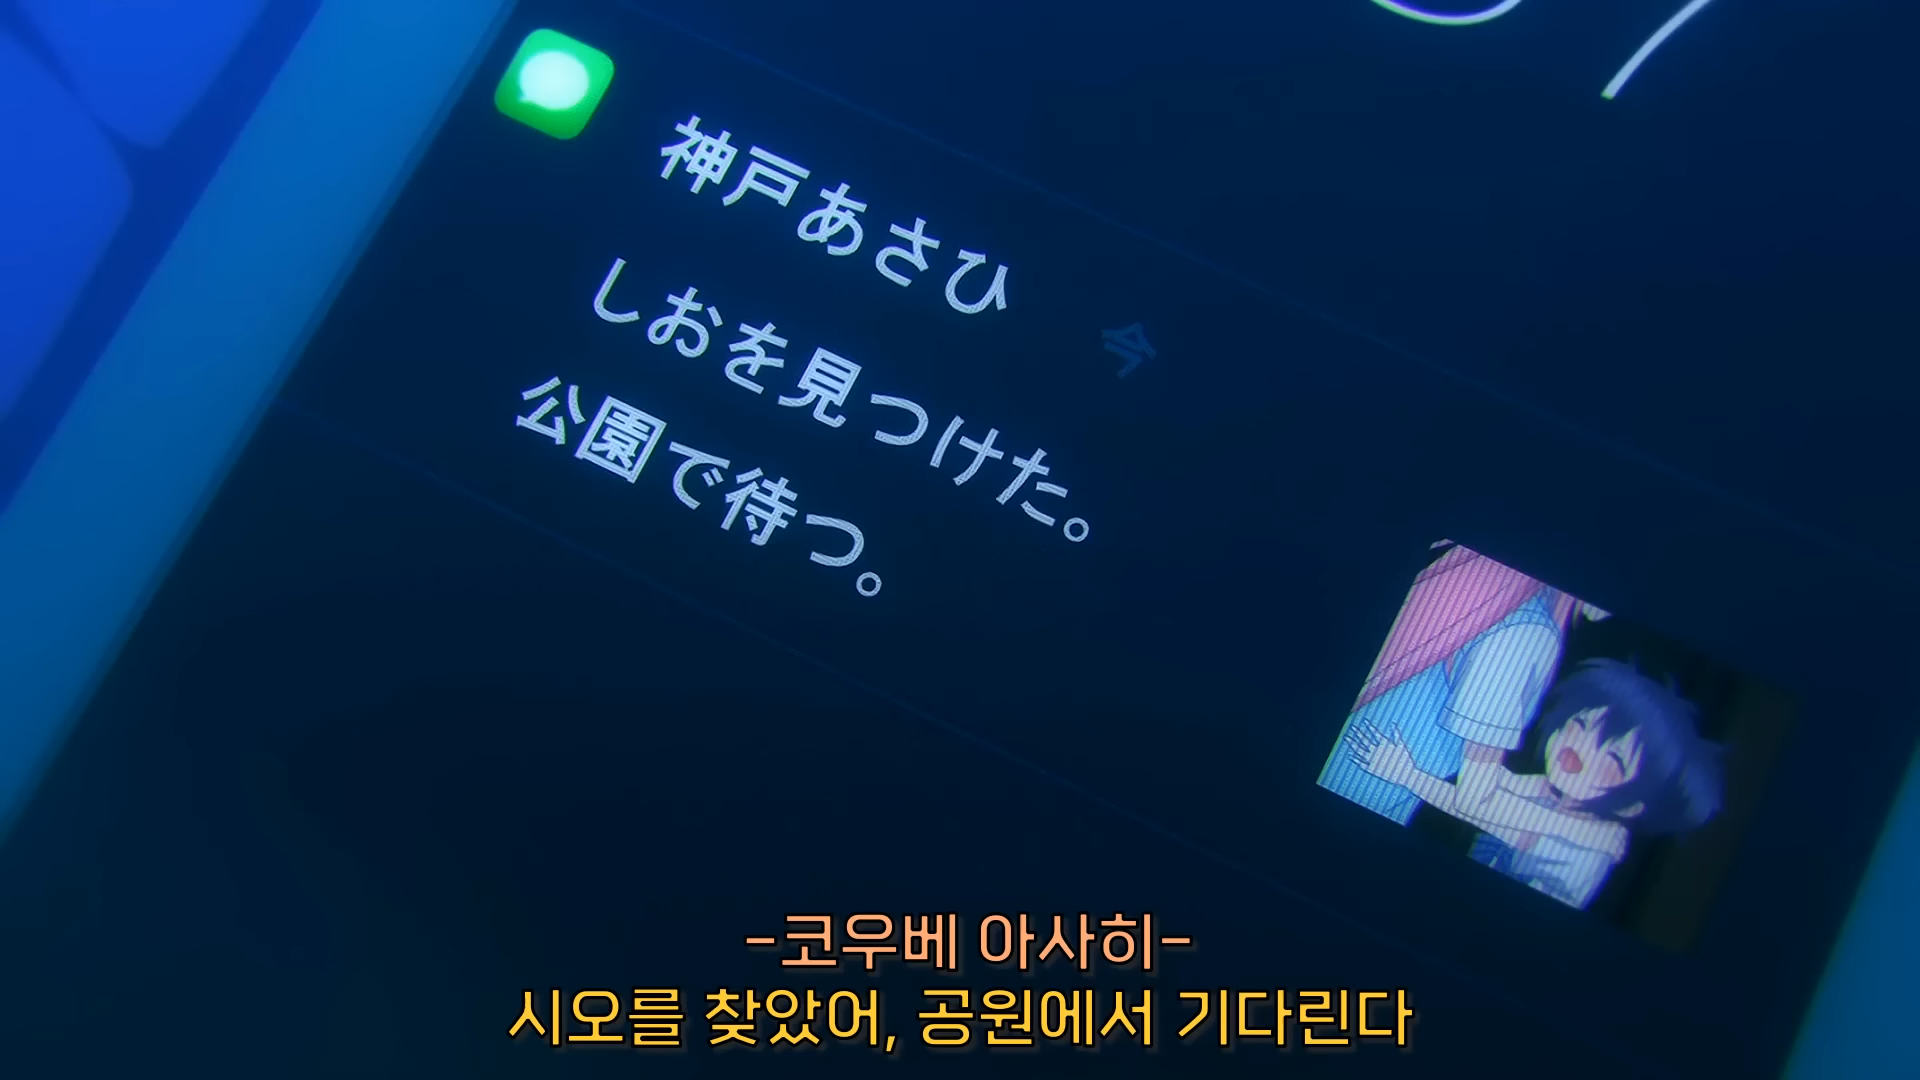 神戸あさひ 今
しおを見つけた。
公園で待つ。
-코우베 아사히-
시오를 찾았어, 공원에서 기다린다